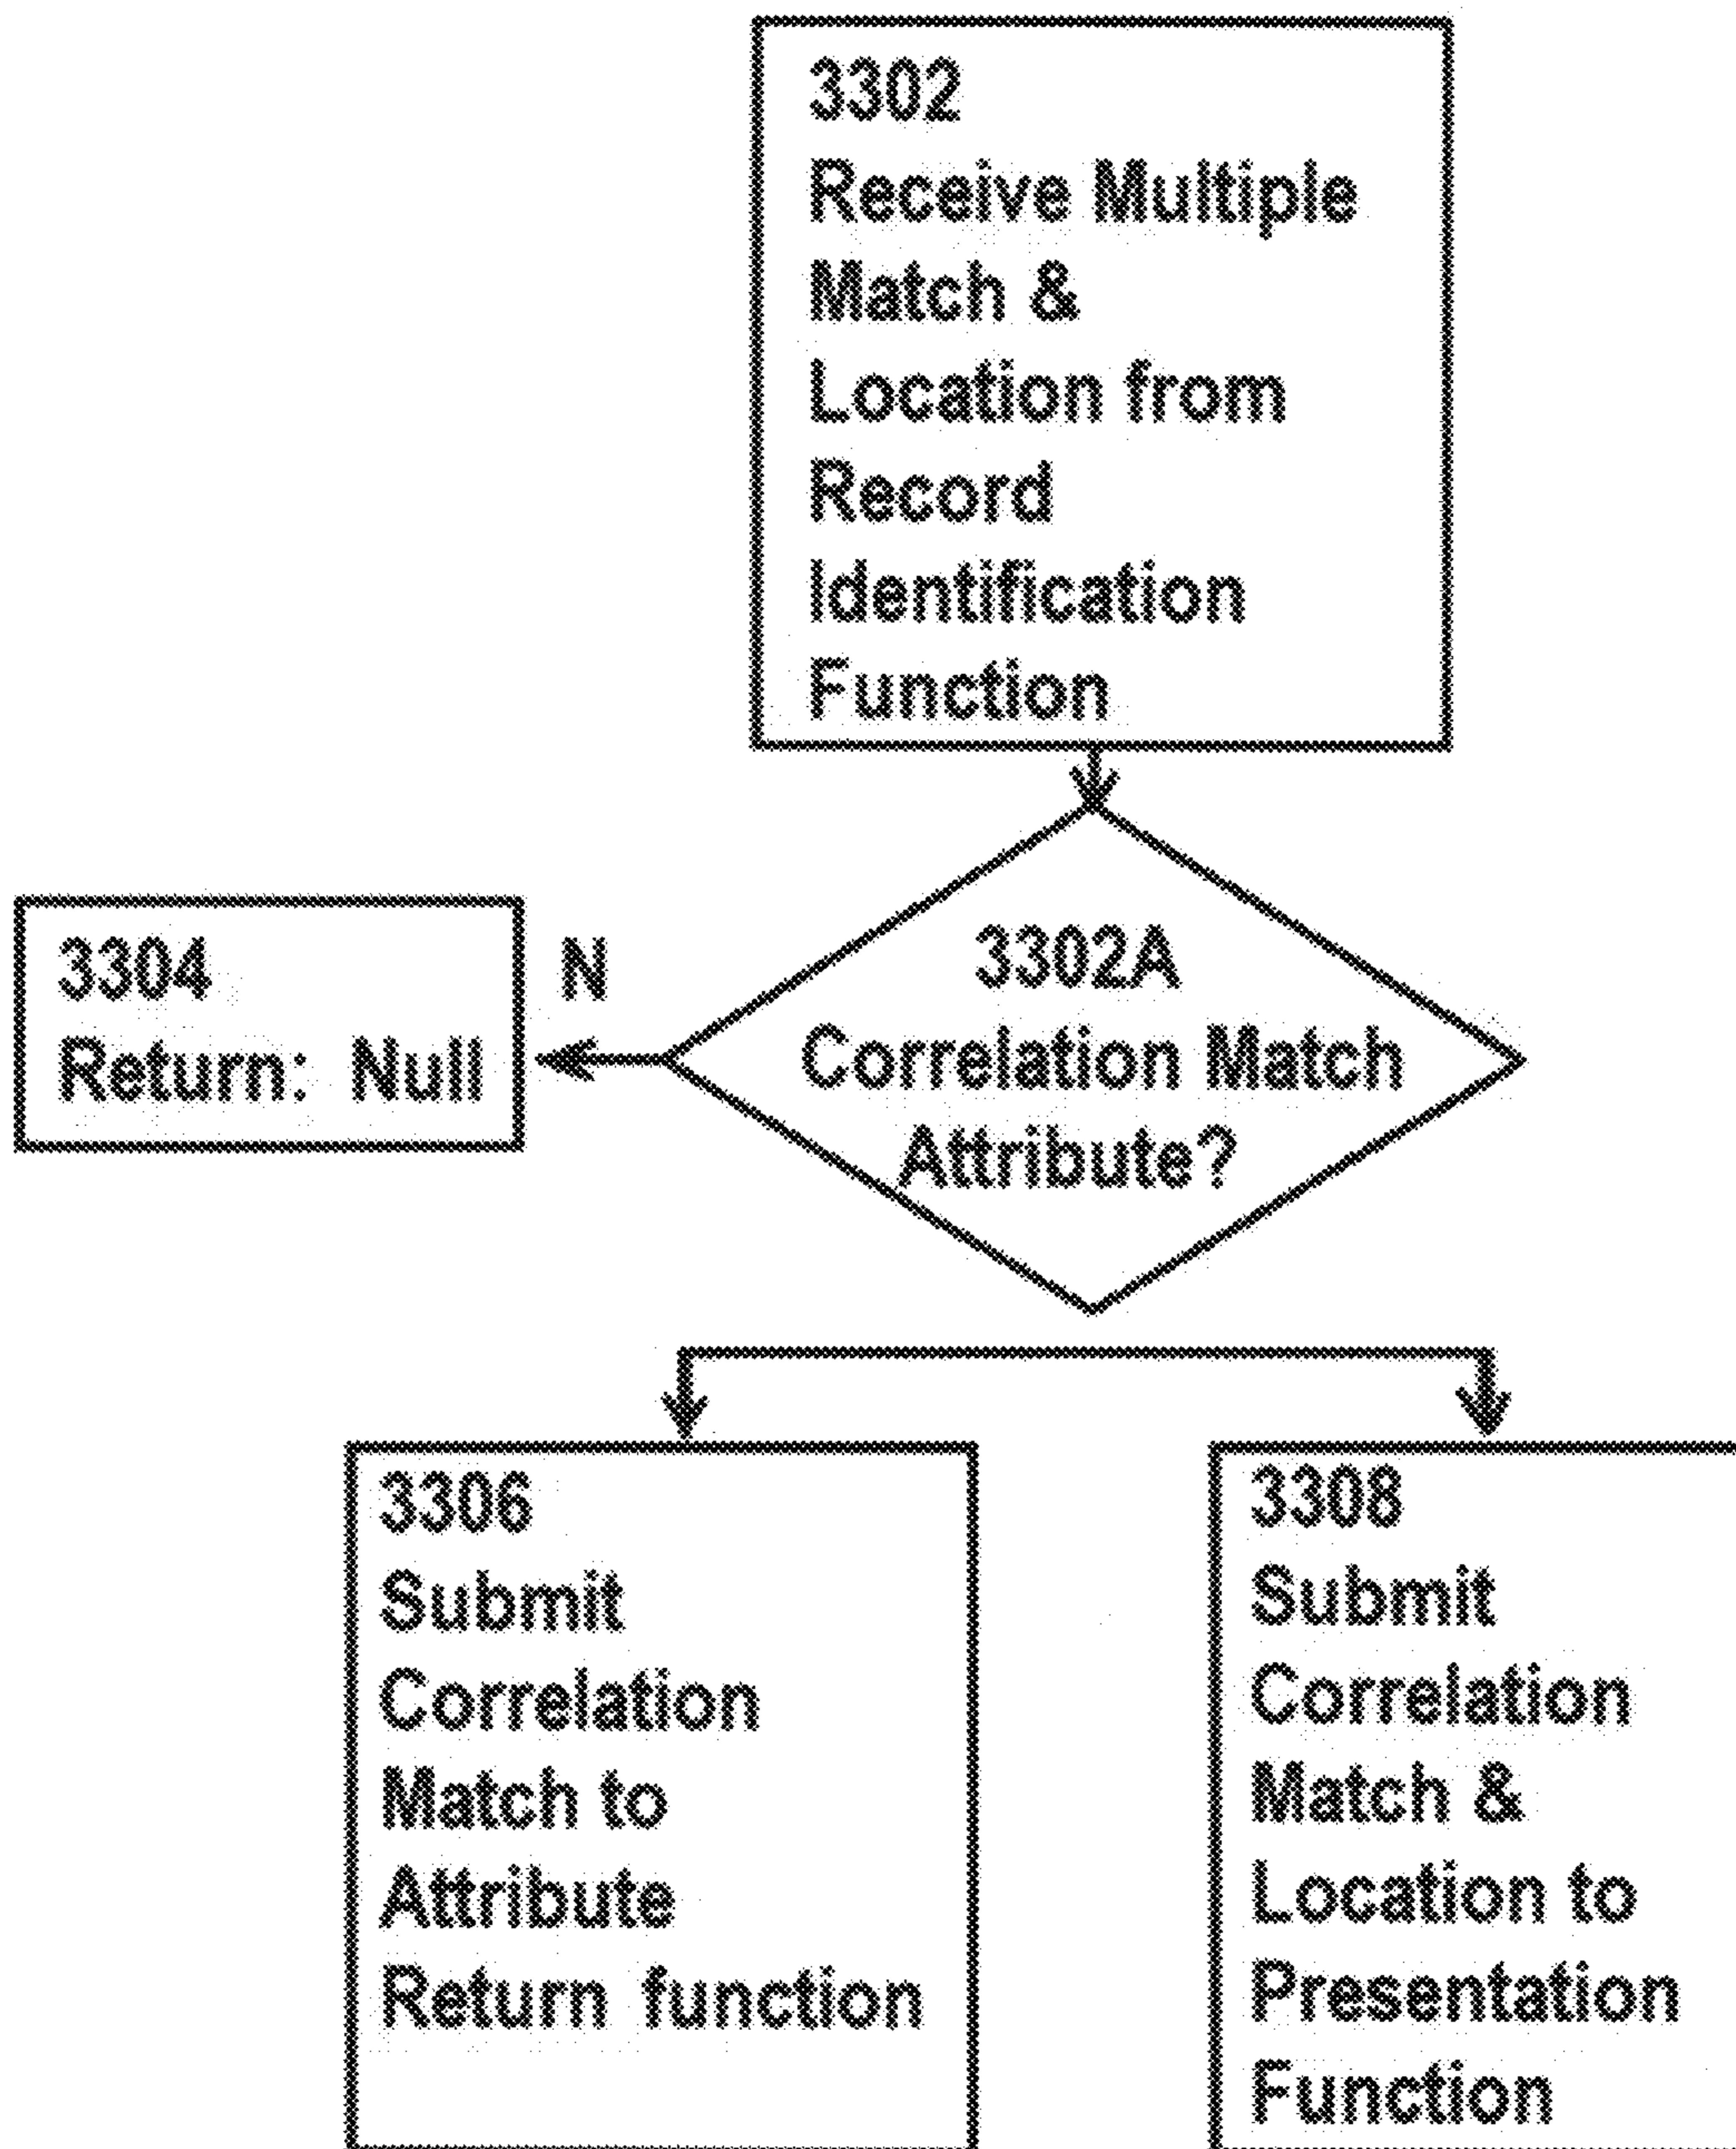 3302
Receive Multiple
Match &
Location from
Record
Identification
Function
3304
Return: Null
N
3302A
Correlation Match
Attribute?
3306
Submit
Correlation
Match to
Attribute
Return function
3308
Submit
Correlation
Match &
Location to
Presentation
Function